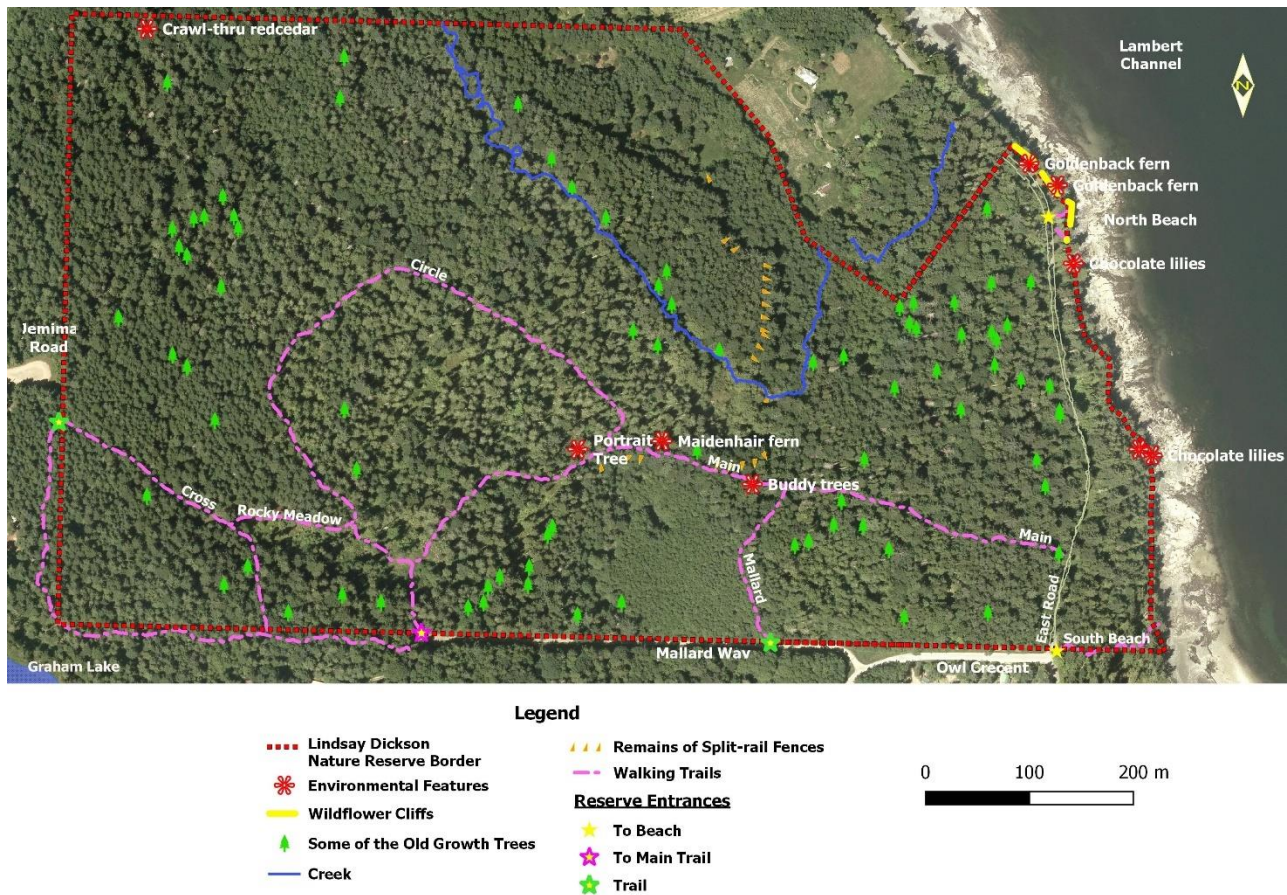 Crawl-thru redcedar
Lambert
Channel
N
Goldenback fern
Goldenback fern
North Beach
Chocolate lilies
Circle
Jemima
Road
Portrait
Tree
Maidenhair fern
Main
Chocolate lilies
Buddy trees
Cross
Rocky Meadow
Main
Mallard
East Road
South Beach
Mallard Way
Owl Crecent
Graham Lake
Legend
Lindsay Dickson
Nature Reserve Border
Environmental Features
Wildflower Cliffs
Some of the Old Growth Trees
Creek
Remains of Split-rail Fences
Walking Trails
Reserve Entrances
To Beach
To Main Trail
Trail
0 100 200 m